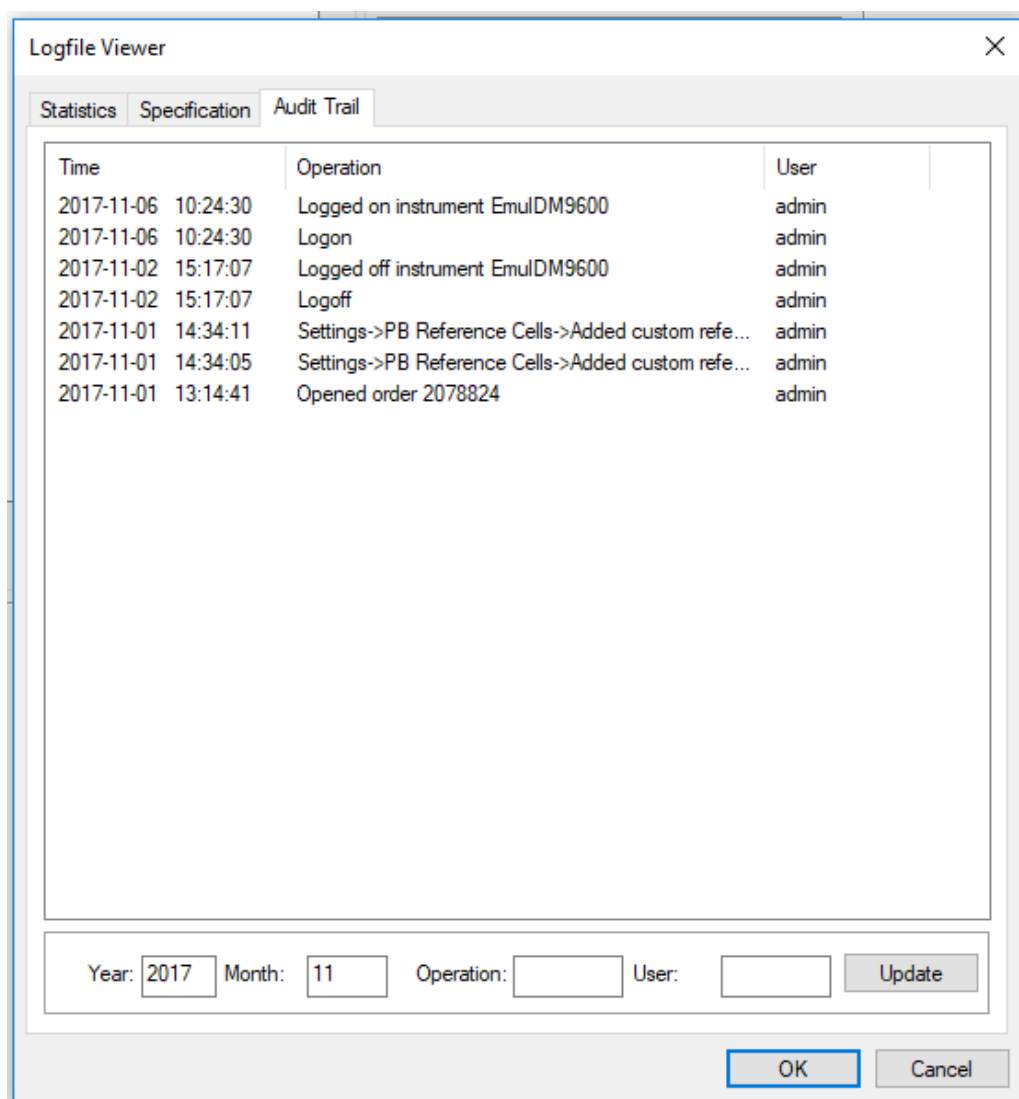 Logfile Viewer
Statistics Specification Audit Trail
Time Operation User
2017-11-06 10:24:30 Logged on instrument EmuIDM9600 admin
2017-11-06 10:24:30 Logon admin
2017-11-02 15:17:07 Logged off instrument EmuIDM9600 admin
2017-11-02 15:17:07 Logoff admin
2017-11-01 14:34:11 Settings->PB Reference Cells->Added custom refe... admin
2017-11-01 14:34:05 Settings->PB Reference Cells->Added custom refe... admin
2017-11-01 13:14:41 Opened order 2078824 admin
Year: 2017 Month: 11 Operation: User: Update
OK Cancel